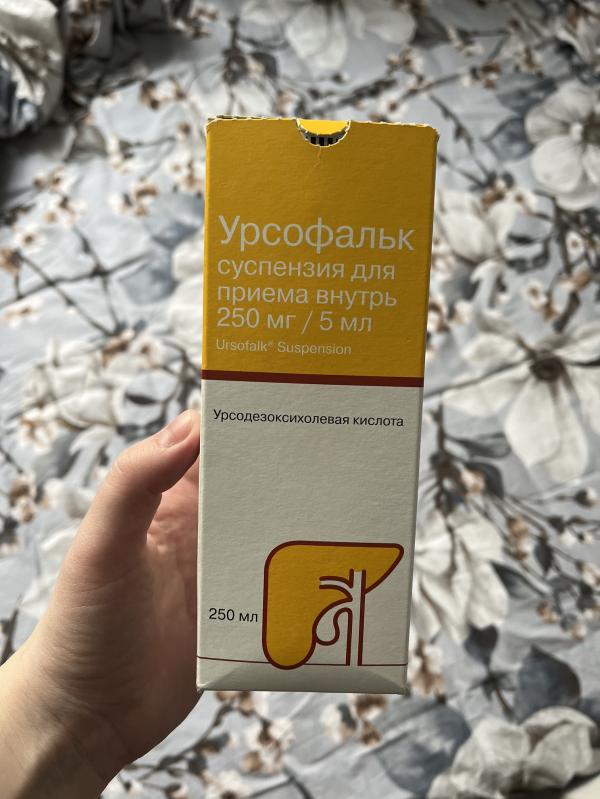 Урсофальк
суспензия для
приема внутрь
250 мг / 5 мл
Ursofalk® Suspension
Урсодезоксихолевая кислота
250 мл